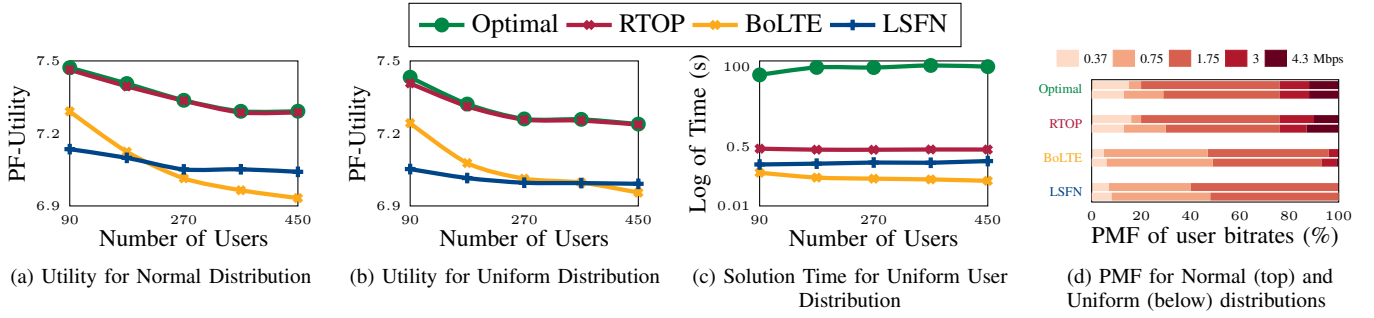 Optimal RTOP BoLTE LSFN
PF-Utility
7.5
7.2
6.9
90 270 450
Number of Users
(a) Utility for Normal Distribution
PF-Utility
7.5
7.2
6.9
90 270 450
Number of Users
(b) Utility for Uniform Distribution
Log of Time (s)
100
0.5
0.01
90 270 450
Number of Users
(c) Solution Time for Uniform User
Distribution
0.37 0.75 1.75 3 4.3 Mbps
Optimal
RTOP
BoLTE
LSFN
0 20 40 60 80 100
PMF of user bitrates (%)
(d) PMF for Normal (top) and
Uniform (below) distributions